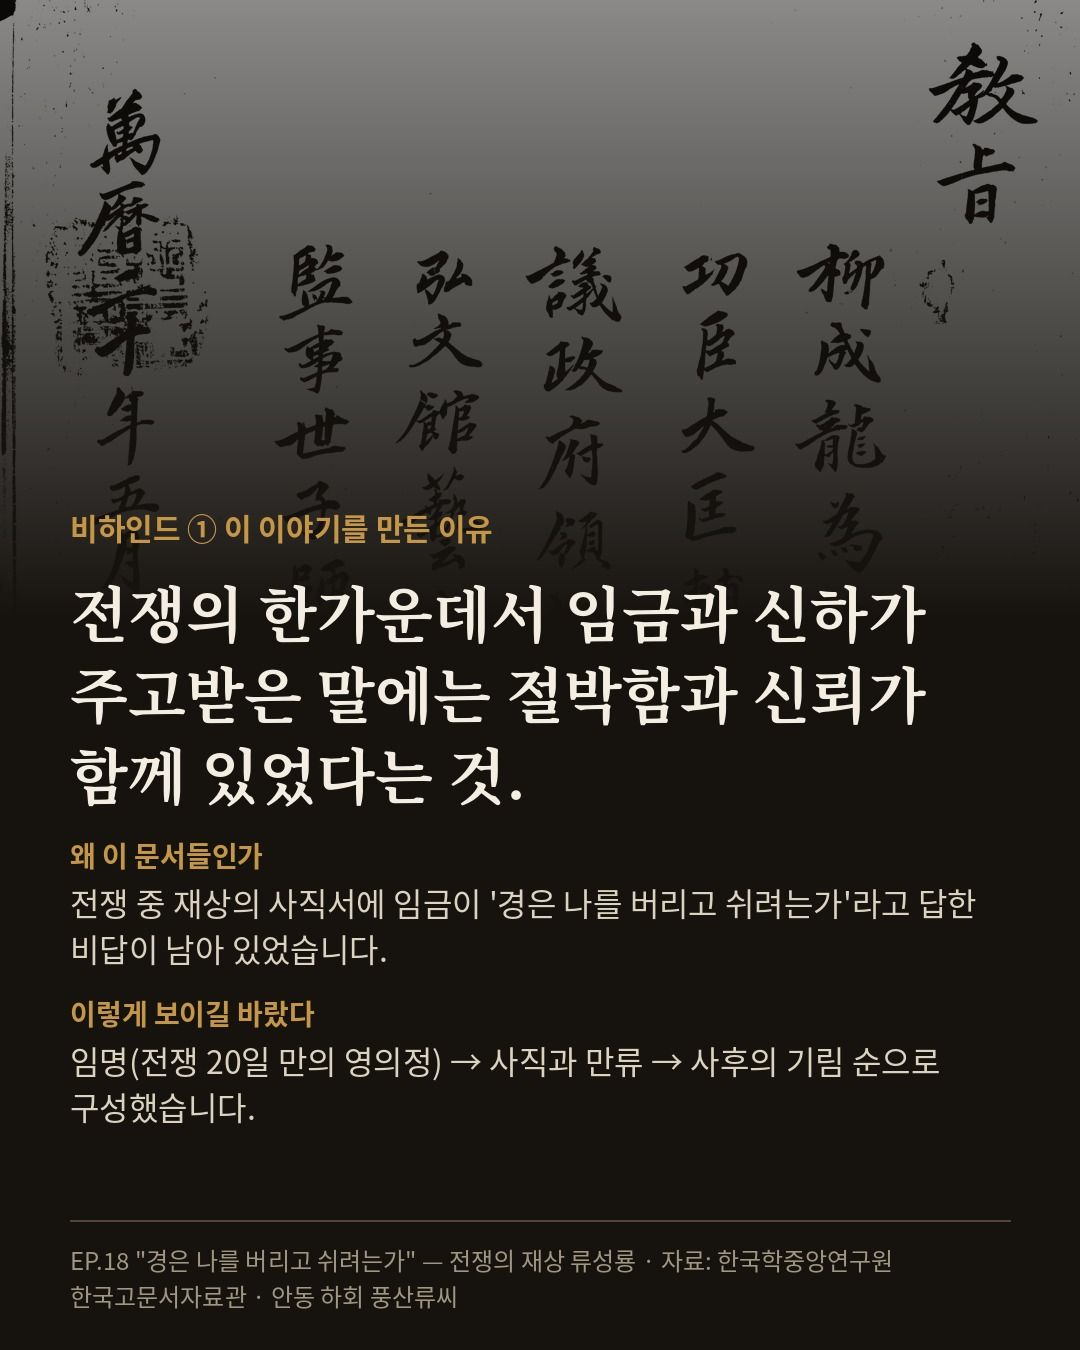 敎旨
柳成龍為
功臣大匡輔
議政府領
弘文館藝
監事世子師
萬曆二十年五月
비하인드 ① 이 이야기를 만든 이유
전쟁의 한가운데서 임금과 신하가
주고받은 말에는 절박함과 신뢰가
함께 있었다는 것.
왜 이 문서들인가
전쟁 중 재상의 사직서에 임금이 '경은 나를 버리고 쉬려는가'라고 답한
비답이 남아 있었습니다.
이렇게 보이길 바랐다
임명(전쟁 20일 만의 영의정) → 사직과 만류 → 사후의 기림 순으로
구성했습니다.
EP.18 "경은 나를 버리고 쉬려는가" — 전쟁의 재상 류성룡 · 자료: 한국학중앙연구원
한국고문서자료관 · 안동 하회 풍산류씨